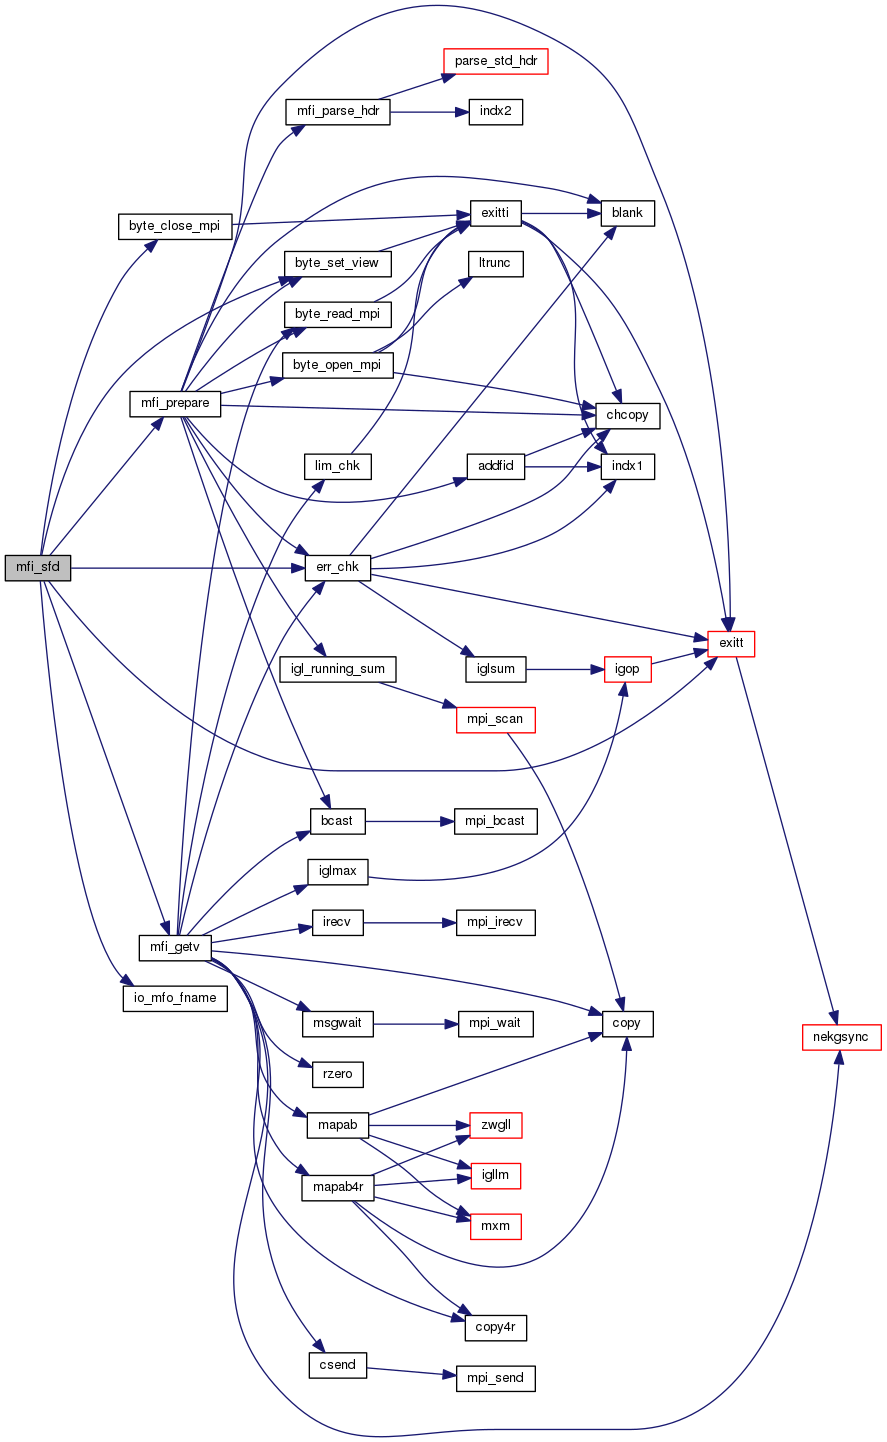 parse_std_hdr
mfi_parse_hdr
indx2
byte_close_mpi
exitti
blank
byte_set_view
ltrunc
byte_read_mpi
byte_open_mpi
mfi_prepare
chcopy
lim_chk
addfid
indx1
mfi_sfd
err_chk
exitt
igl_running_sum
iglsum
igop
mpi_scan
bcast
mpi_bcast
iglmax
irecv
mpi_irecv
mfi_getv
io_mfo_fname
msgwait
mpi_wait
copy
nekgsync
rzero
mapab
zwgll
igllm
mapab4r
mxm
copy4r
csend
mpi_send